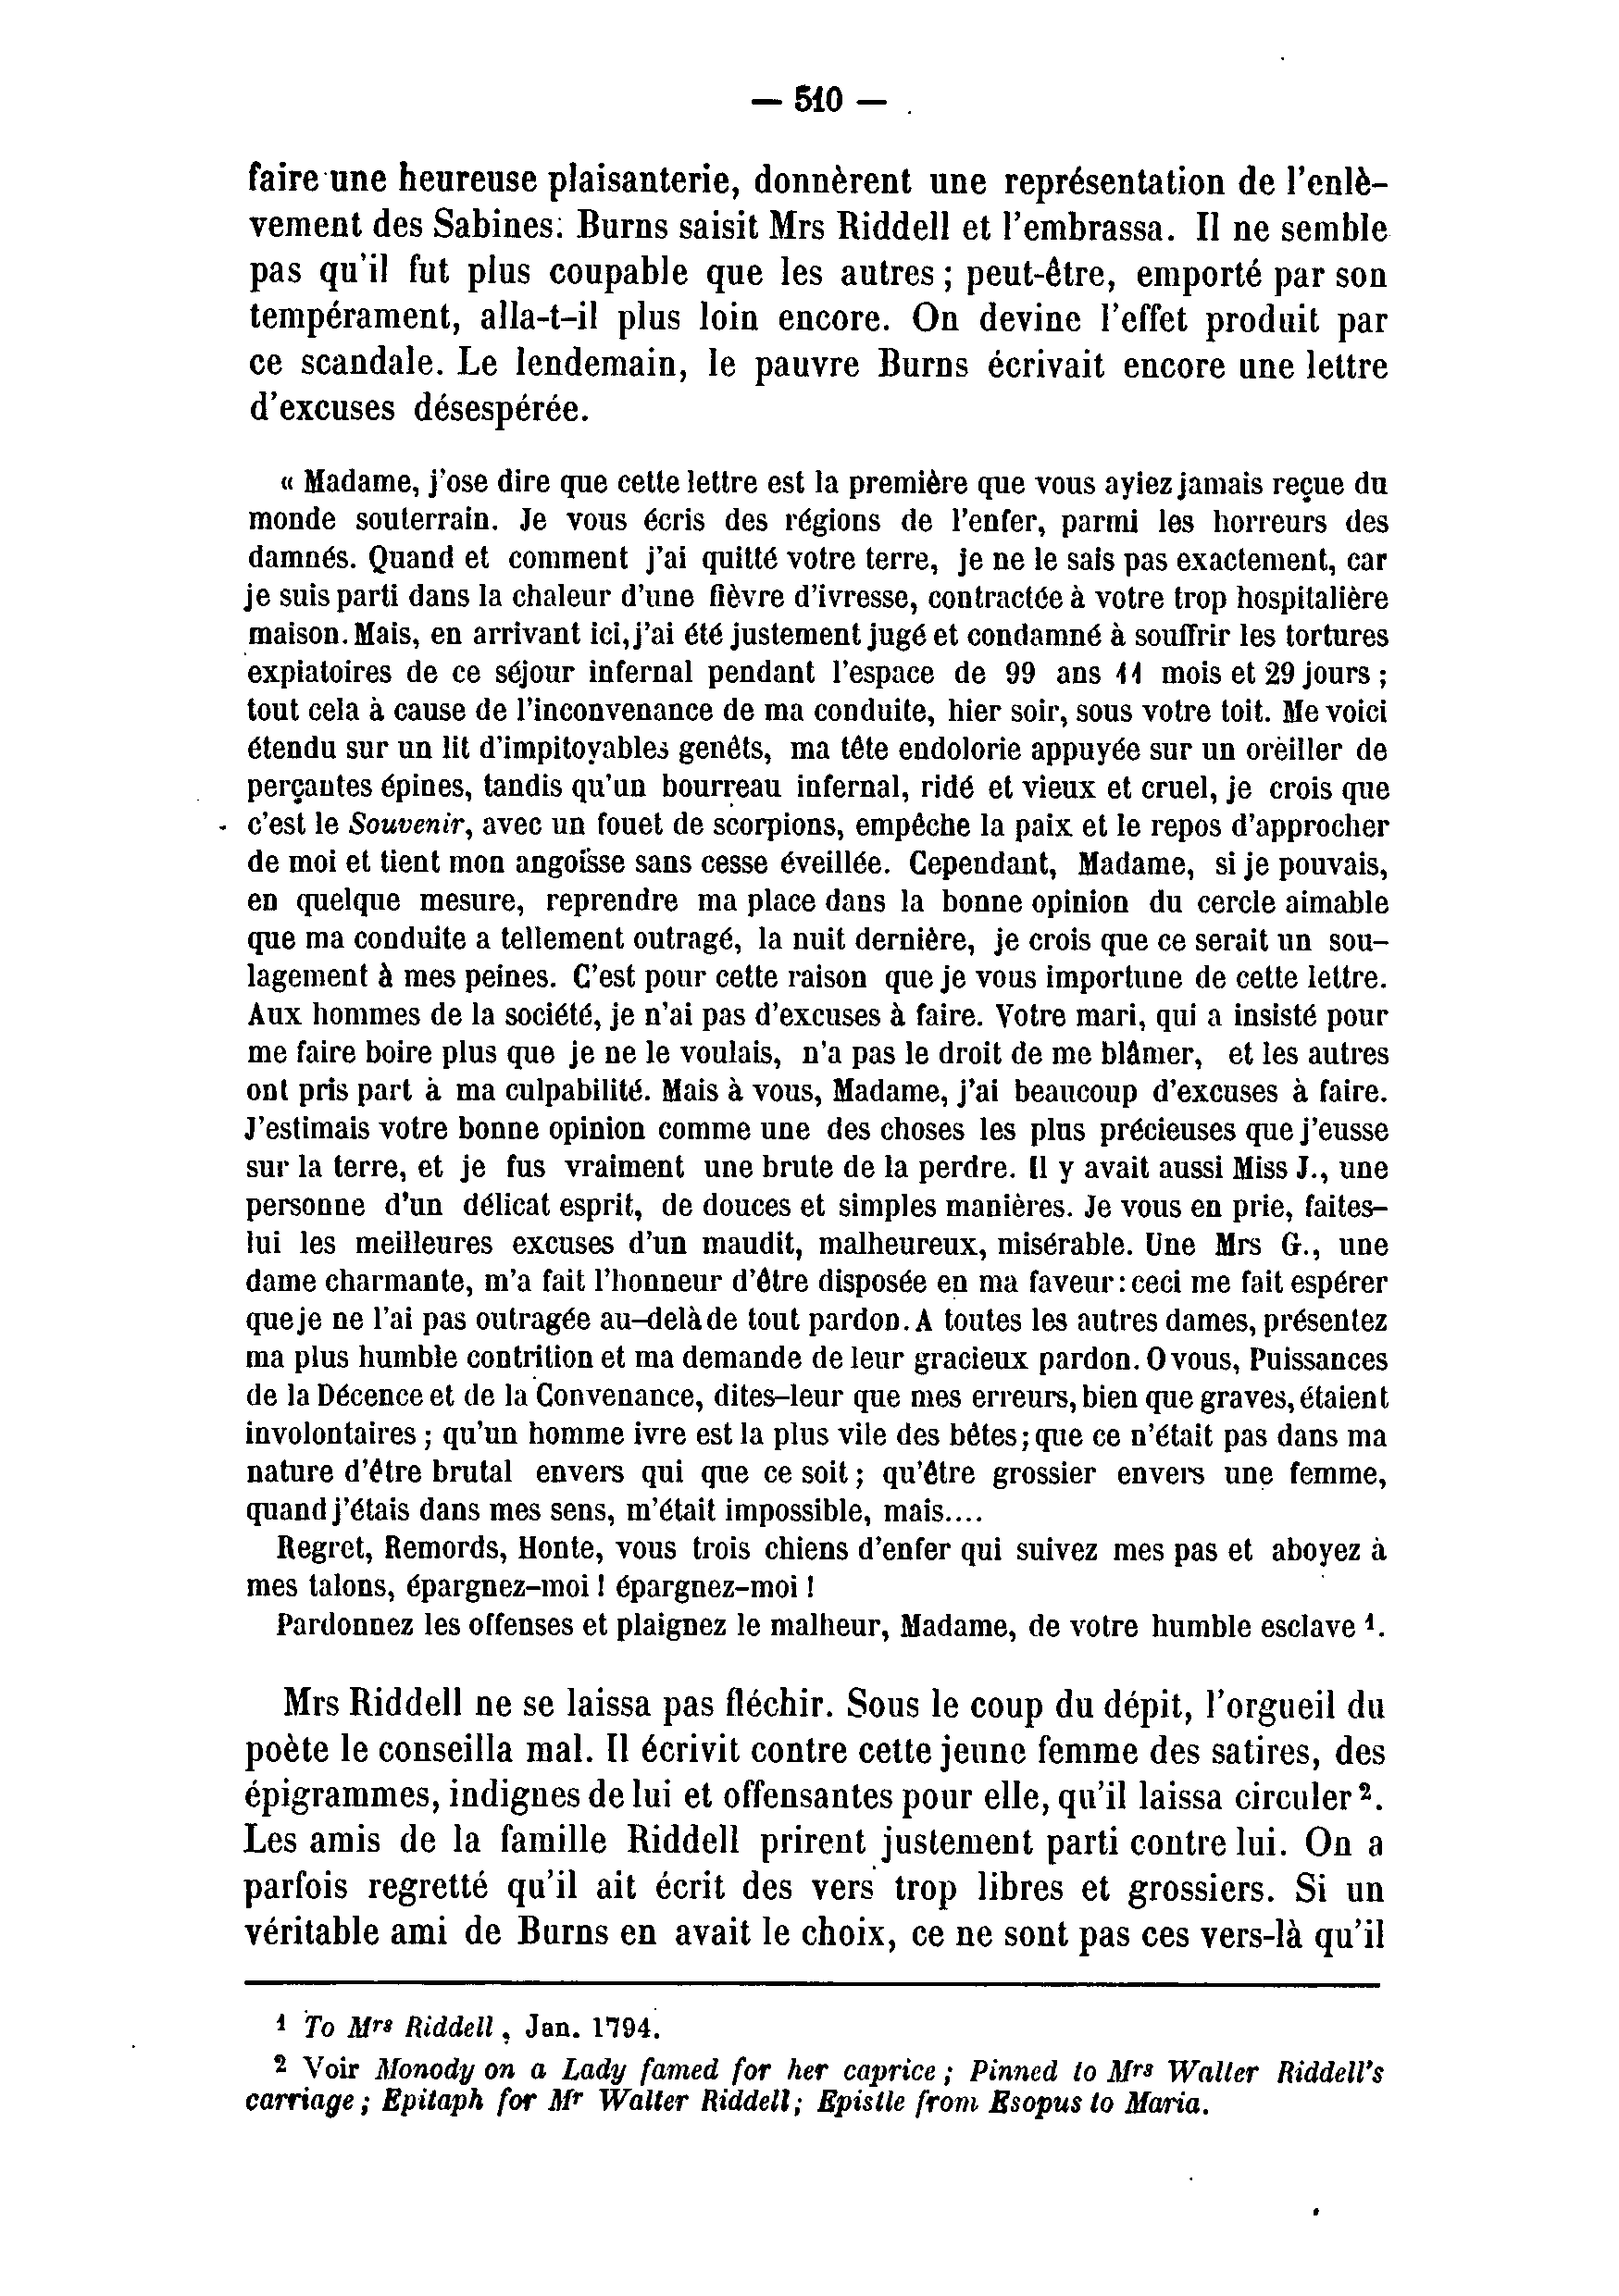 — 510 —
faire une heureuse plaisanterie, donnèrent une représentation de l'enlè-
vement des Sabines. Burns saisit Mrs Riddell et l'embrassa. Il ne semble
pas qu'il fut plus coupable que les autres ; peut-être, emporté par son
tempérament, alla-t-il plus loin encore. On devine l'effet produit par
ce scandale. Le lendemain, le pauvre Burns écrivait encore une lettre
d'excuses désespérée.
« Madame, j'ose dire que cette lettre est la première que vous ayiez jamais reçue du
monde souterrain. Je vous écris des régions de l'enfer, parmi les horreurs des
damnés. Quand et comment j'ai quitté votre terre, je ne le sais pas exactement, car
je suis parti dans la chaleur d'une fièvre d'ivresse, contractée à votre trop hospitalière
maison. Mais, en arrivant ici, j'ai été justement jugé et condamné à souffrir les tortures
expiatoires de ce séjour infernal pendant l'espace de 99 ans 11 mois et 29 jours ;
tout cela à cause de l'inconvenance de ma conduite, hier soir, sous votre toit. Me voici
étendu sur un lit d'impitoyables genêts, ma tête endolorie appuyée sur un orèiller de
perçantes épines, tandis qu'un bourreau infernal, ridé et vieux et cruel, je crois que
c'est le Souvenir, avec un fouet de scorpions, empêche la paix et le repos d'approcher
de moi et tient mon angoisse sans cesse éveillée. Cependant, Madame, si je pouvais,
en quelque mesure, reprendre ma place dans la bonne opinion du cercle aimable
que ma conduite a tellement outragé, la nuit dernière, je crois que ce serait un sou-
lagement à mes peines. C'est pour cette raison que je vous importune de cette lettre.
Aux hommes de la société, je n'ai pas d'excuses à faire. Votre mari, qui a insisté pour
me faire boire plus que je ne le voulais, n'a pas le droit de me blâmer, et les autres
ont pris part à ma culpabilité. Mais à vous, Madame, j'ai beaucoup d'excuses à faire.
J'estimais votre bonne opinion comme une des choses les plus précieuses que j'eusse
sur la terre, et je fus vraiment une brute de la perdre. Il y avait aussi Miss J., une
personne d'un délicat esprit, de douces et simples manières. Je vous en prie, faites-
lui les meilleures excuses d'un maudit, malheureux, misérable. Une Mrs G., une
dame charmante, m'a fait l'honneur d'être disposée en ma faveur : ceci me fait espérer
que je ne l'ai pas outragée au-delà de tout pardon. A toutes les autres dames, présentez
ma plus humble contrition et ma demande de leur gracieux pardon. O vous, Puissances
de la Décence et de la Convenance, dites-leur que mes erreurs, bien que graves, étaient
involontaires ; qu'un homme ivre est la plus vile des bêtes ; que ce n'était pas dans ma
nature d'être brutal envers qui que ce soit ; qu'être grossier envers une femme,
quand j'étais dans mes sens, m'était impossible, mais....
Regret, Remords, Honte, vous trois chiens d'enfer qui suivez mes pas et aboyez à
mes talons, épargnez-moi ! épargnez-moi !
Pardonnez les offenses et plaignez le malheur, Madame, de votre humble esclave ¹.
Mrs Riddell ne se laissa pas fléchir. Sous le coup du dépit, l'orgueil du
poète le conseilla mal. Il écrivit contre cette jeune femme des satires, des
épigrammes, indignes de lui et offensantes pour elle, qu'il laissa circuler ².
Les amis de la famille Riddell prirent justement parti contre lui. On a
parfois regretté qu'il ait écrit des vers trop libres et grossiers. Si un
véritable ami de Burns en avait le choix, ce ne sont pas ces vers-là qu'il
¹ To Mrs Riddell, Jan. 1794.
² Voir Monody on a Lady famed for her caprice ; Pinned to Mrs Walter Riddell's
carriage ; Epitaph for Mr Walter Riddell ; Epistle from Esopus to Maria.